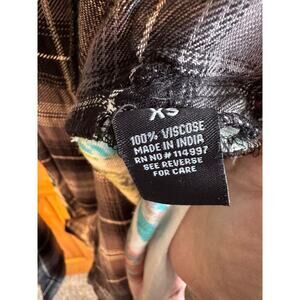 XS
100% VISCOSE
MADE IN INDIA
RN NO# 114997
SEE REVERSE
FOR CARE